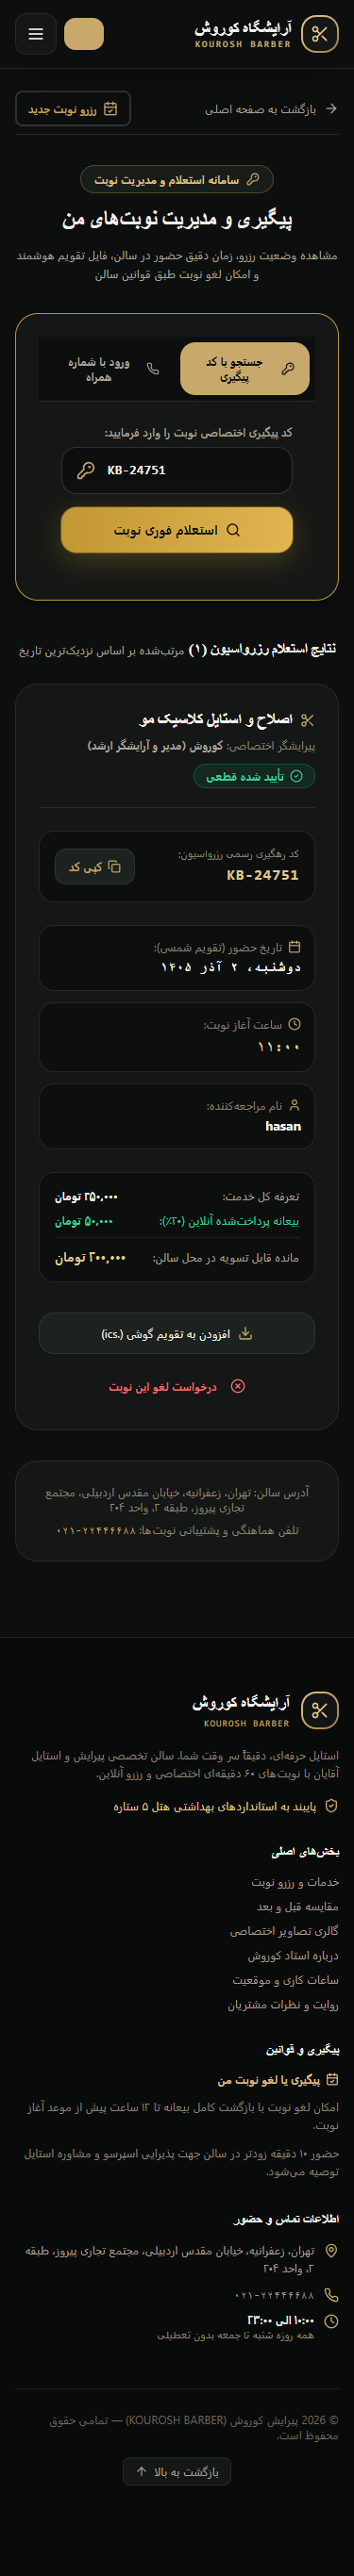 آرایشگاه کوروش
KOUROSH BARBER
بازگشت به صفحه اصلی
رزرو نوبت جدید
سامانه استعلام و مدیریت نوبت
پیگیری و مدیریت نوبت‌های من
مشاهده وضعیت رزرو، زمان دقیق حضور در سالن، فایل تقویم هوشمند
و امکان لغو نوبت طبق قوانین سالن
جستجو با کد
پیگیری
ورود با شماره
همراه
کد پیگیری اختصاصی نوبت را وارد فرمایید:
KB-24751
استعلام فوری نوبت
نتایج استعلام رزرواسیون (۱) مرتب‌شده بر اساس نزدیک‌ترین تاریخ
اصلاح و استایل کلاسیک مو
پیرایشگر اختصاصی: کوروش (مدیر و آرایشگر ارشد)
تأیید شده قطعی
کد رهگیری رسمی رزرواسیون:
KB-24751
کپی کد
تاریخ حضور (تقویم شمسی):
دوشنبه، ۲ آذر ۱۴۰۵
ساعت آغاز نوبت:
۱۱:۰۰
نام مراجعه‌کننده:
hasan
تعرفه کل خدمت: ۲۵۰,۰۰۰ تومان
بیعانه پرداخت‌شده آنلاین (۲۰٪): ۵۰,۰۰۰ تومان
مانده قابل تسویه در محل سالن: ۲۰۰,۰۰۰ تومان
افزودن به تقویم گوشی (.ics)
درخواست لغو این نوبت
آدرس سالن: تهران، زعفرانیه، خیابان مقدس اردبیلی، مجتمع
تجاری پیروز، طبقه ۲، واحد ۲۰۴
تلفن هماهنگی و پشتیبانی نوبت‌ها: ۰۲۱-۲۲۴۴۶۶۸۸
آرایشگاه کوروش
KOUROSH BARBER
استایل حرفه‌ای، دقیقاً سر وقت شما. سالن تخصصی پیرایش و استایل
آقایان با نوبت‌های ۶۰ دقیقه‌ای اختصاصی و رزرو آنلاین.
پایبند به استانداردهای بهداشتی هتل ۵ ستاره
بخش‌های اصلی
خدمات و رزرو نوبت
مقایسه قبل و بعد
گالری تصاویر اختصاصی
درباره استاد کوروش
ساعات کاری و موقعیت
روایت و نظرات مشتریان
پیگیری و قوانین
پیگیری یا لغو نوبت من
امکان لغو نوبت با بازگشت کامل بیعانه تا ۱۲ ساعت پیش از موعد آغاز
نوبت.
حضور ۱۰ دقیقه زودتر در سالن جهت پذیرایی اسپرسو و مشاوره استایل
توصیه می‌شود.
اطلاعات تماس و حضور
تهران، زعفرانیه، خیابان مقدس اردبیلی، مجتمع تجاری پیروز، طبقه
۲، واحد ۲۰۴
۰۲۱-۲۲۴۴۶۶۸۸
۱۰:۰۰ الی ۲۳:۰۰
همه روزه شنبه تا جمعه بدون تعطیلی
© 2026 پیرایش کوروش (KOUROSH BARBER) — تمامی حقوق
محفوظ است.
بازگشت به بالا